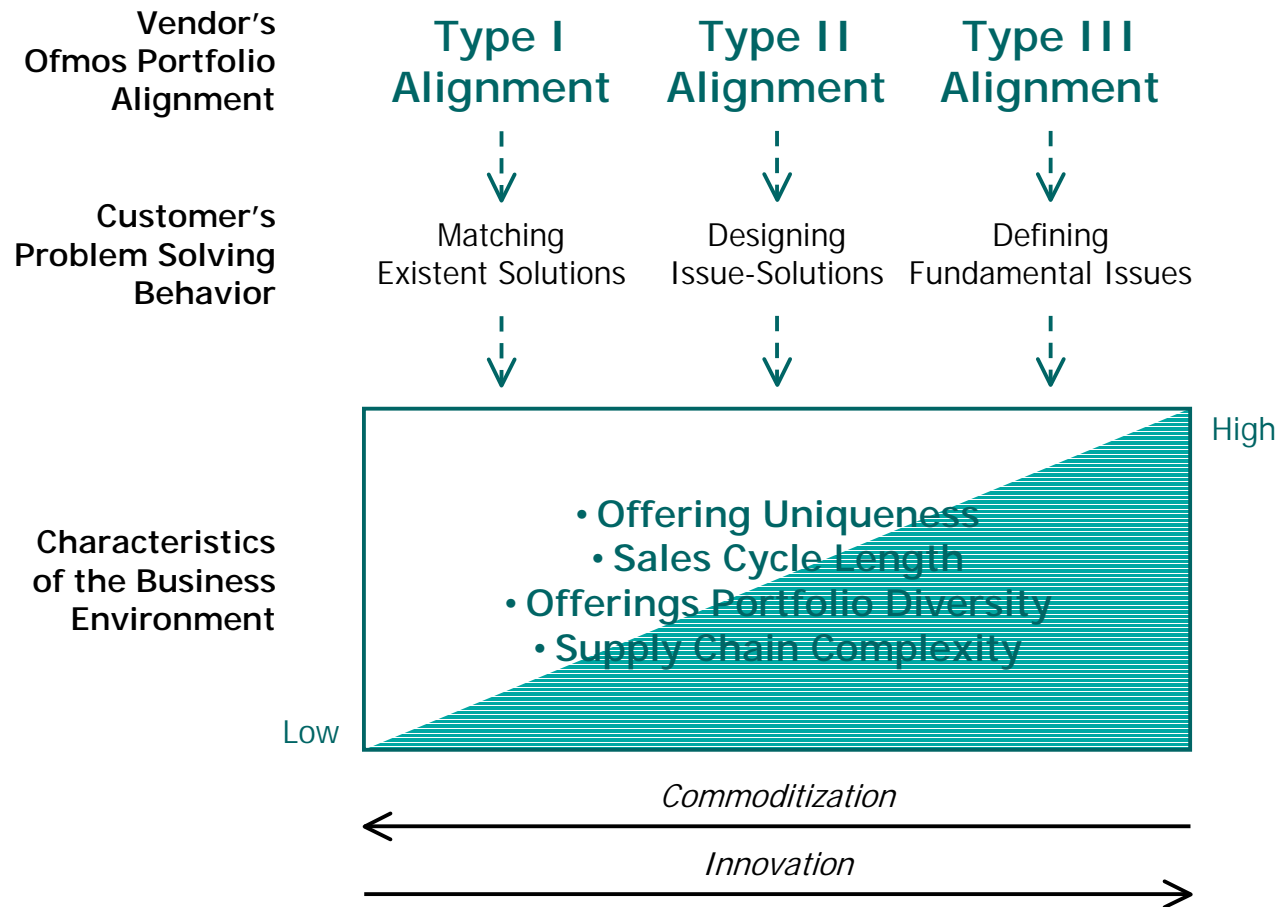 Vendor's
Ofmos Portfolio
Alignment
Type I
Alignment
Type II
Alignment
Type III
Alignment
Customer's
Problem Solving
Behavior
Matching
Existent Solutions
Designing
Issue-Solutions
Defining
Fundamental Issues
Characteristics
of the Business
Environment
High
• Offering Uniqueness
• Sales Cycle Length
• Offerings Portfolio Diversity
• Supply Chain Complexity
Low
Commoditization
Innovation